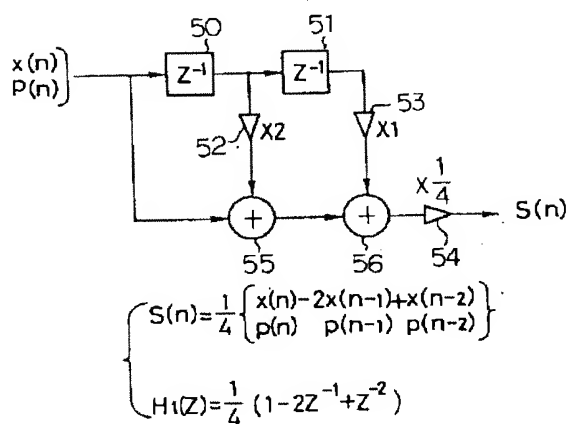 50
51
x(n)
P(n)
Z⁻¹
Z⁻¹
52
X2
53
X1
X 1/4
+
+
S(n)
55
56
54
S(n)=1/4 {x(n)-2x(n-1)+x(n-2)
p(n) p(n-1) p(n-2)}
H1(Z)=1/4 (1-2Z⁻¹+Z⁻²)